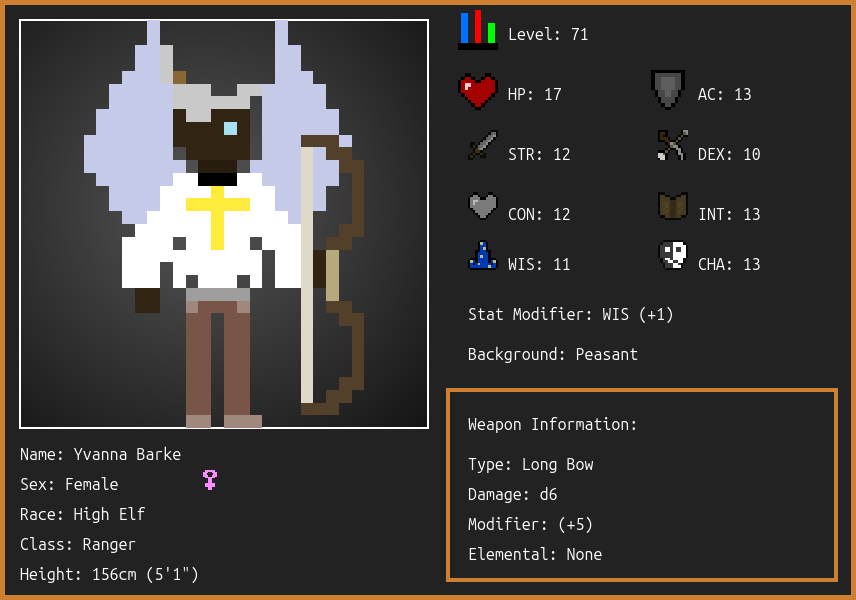 Level: 71
HP: 17
AC: 13
STR: 12
DEX: 10
CON: 12
INT: 13
WIS: 11
CHA: 13
Stat Modifier: WIS (+1)
Background: Peasant
Weapon Information:
Type: Long Bow
Damage: d6
Modifier: (+5)
Elemental: None
Name: Yvanna Barke
Sex: Female
Race: High Elf
Class: Ranger
Height: 156cm (5'1")